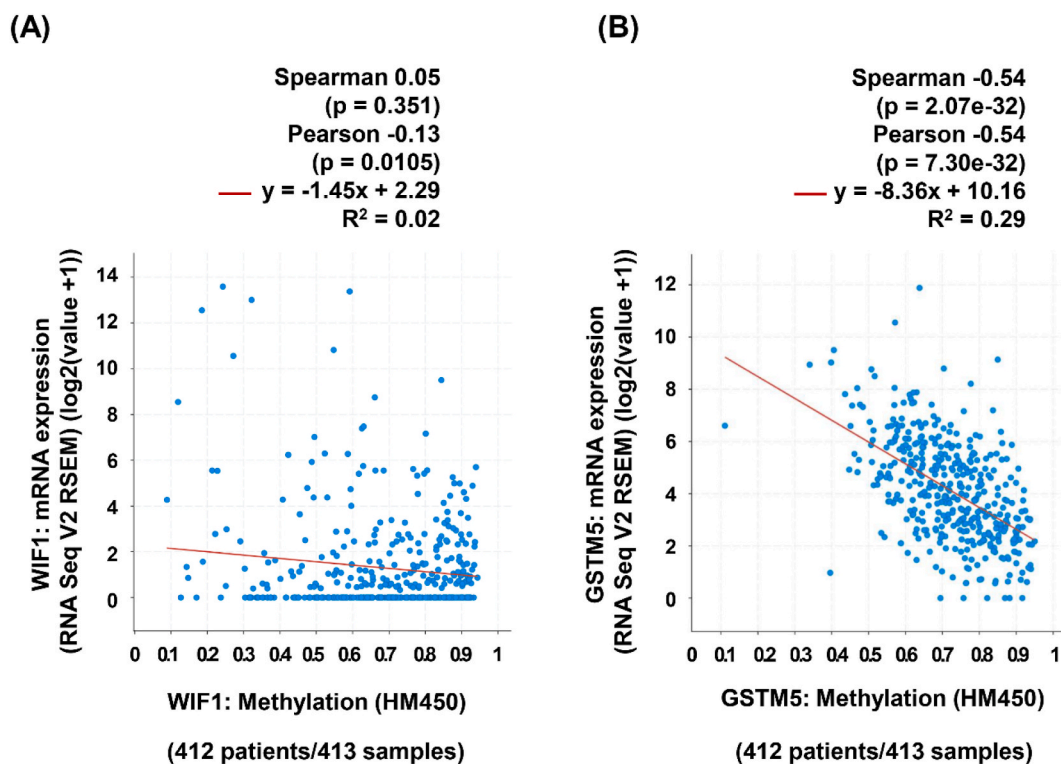 (A)
Spearman 0.05
(p = 0.351)
Pearson -0.13
(p = 0.0105)
y = -1.45x + 2.29
R² = 0.02
WIF1: mRNA expression
(RNA Seq V2 RSEM) (log2(value +1))
14
12
10
8
6
4
2
0
0 0.1 0.2 0.3 0.4 0.5 0.6 0.7 0.8 0.9 1
WIF1: Methylation (HM450)
(412 patients/413 samples)
(B)
Spearman -0.54
(p = 2.07e-32)
Pearson -0.54
(p = 7.30e-32)
y = -8.36x + 10.16
R² = 0.29
GSTM5: mRNA expression
(RNA Seq V2 RSEM) (log2(value +1))
12
10
8
6
4
2
0
0 0.1 0.2 0.3 0.4 0.5 0.6 0.7 0.8 0.9 1
GSTM5: Methylation (HM450)
(412 patients/413 samples)